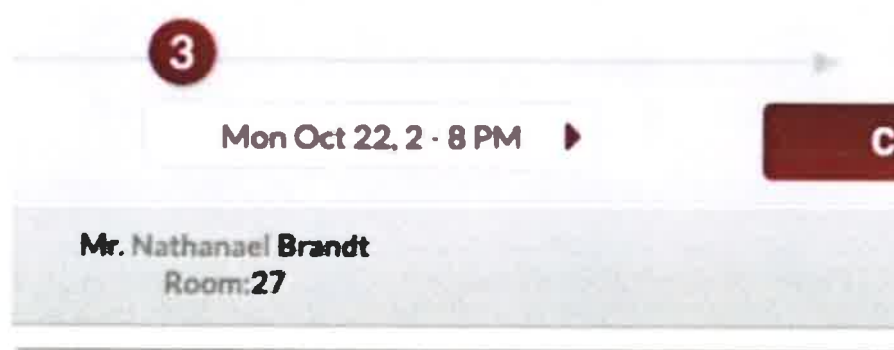 3
Mon Oct 22, 2 - 8 PM
C
Mr. Nathanael Brandt
Room:27